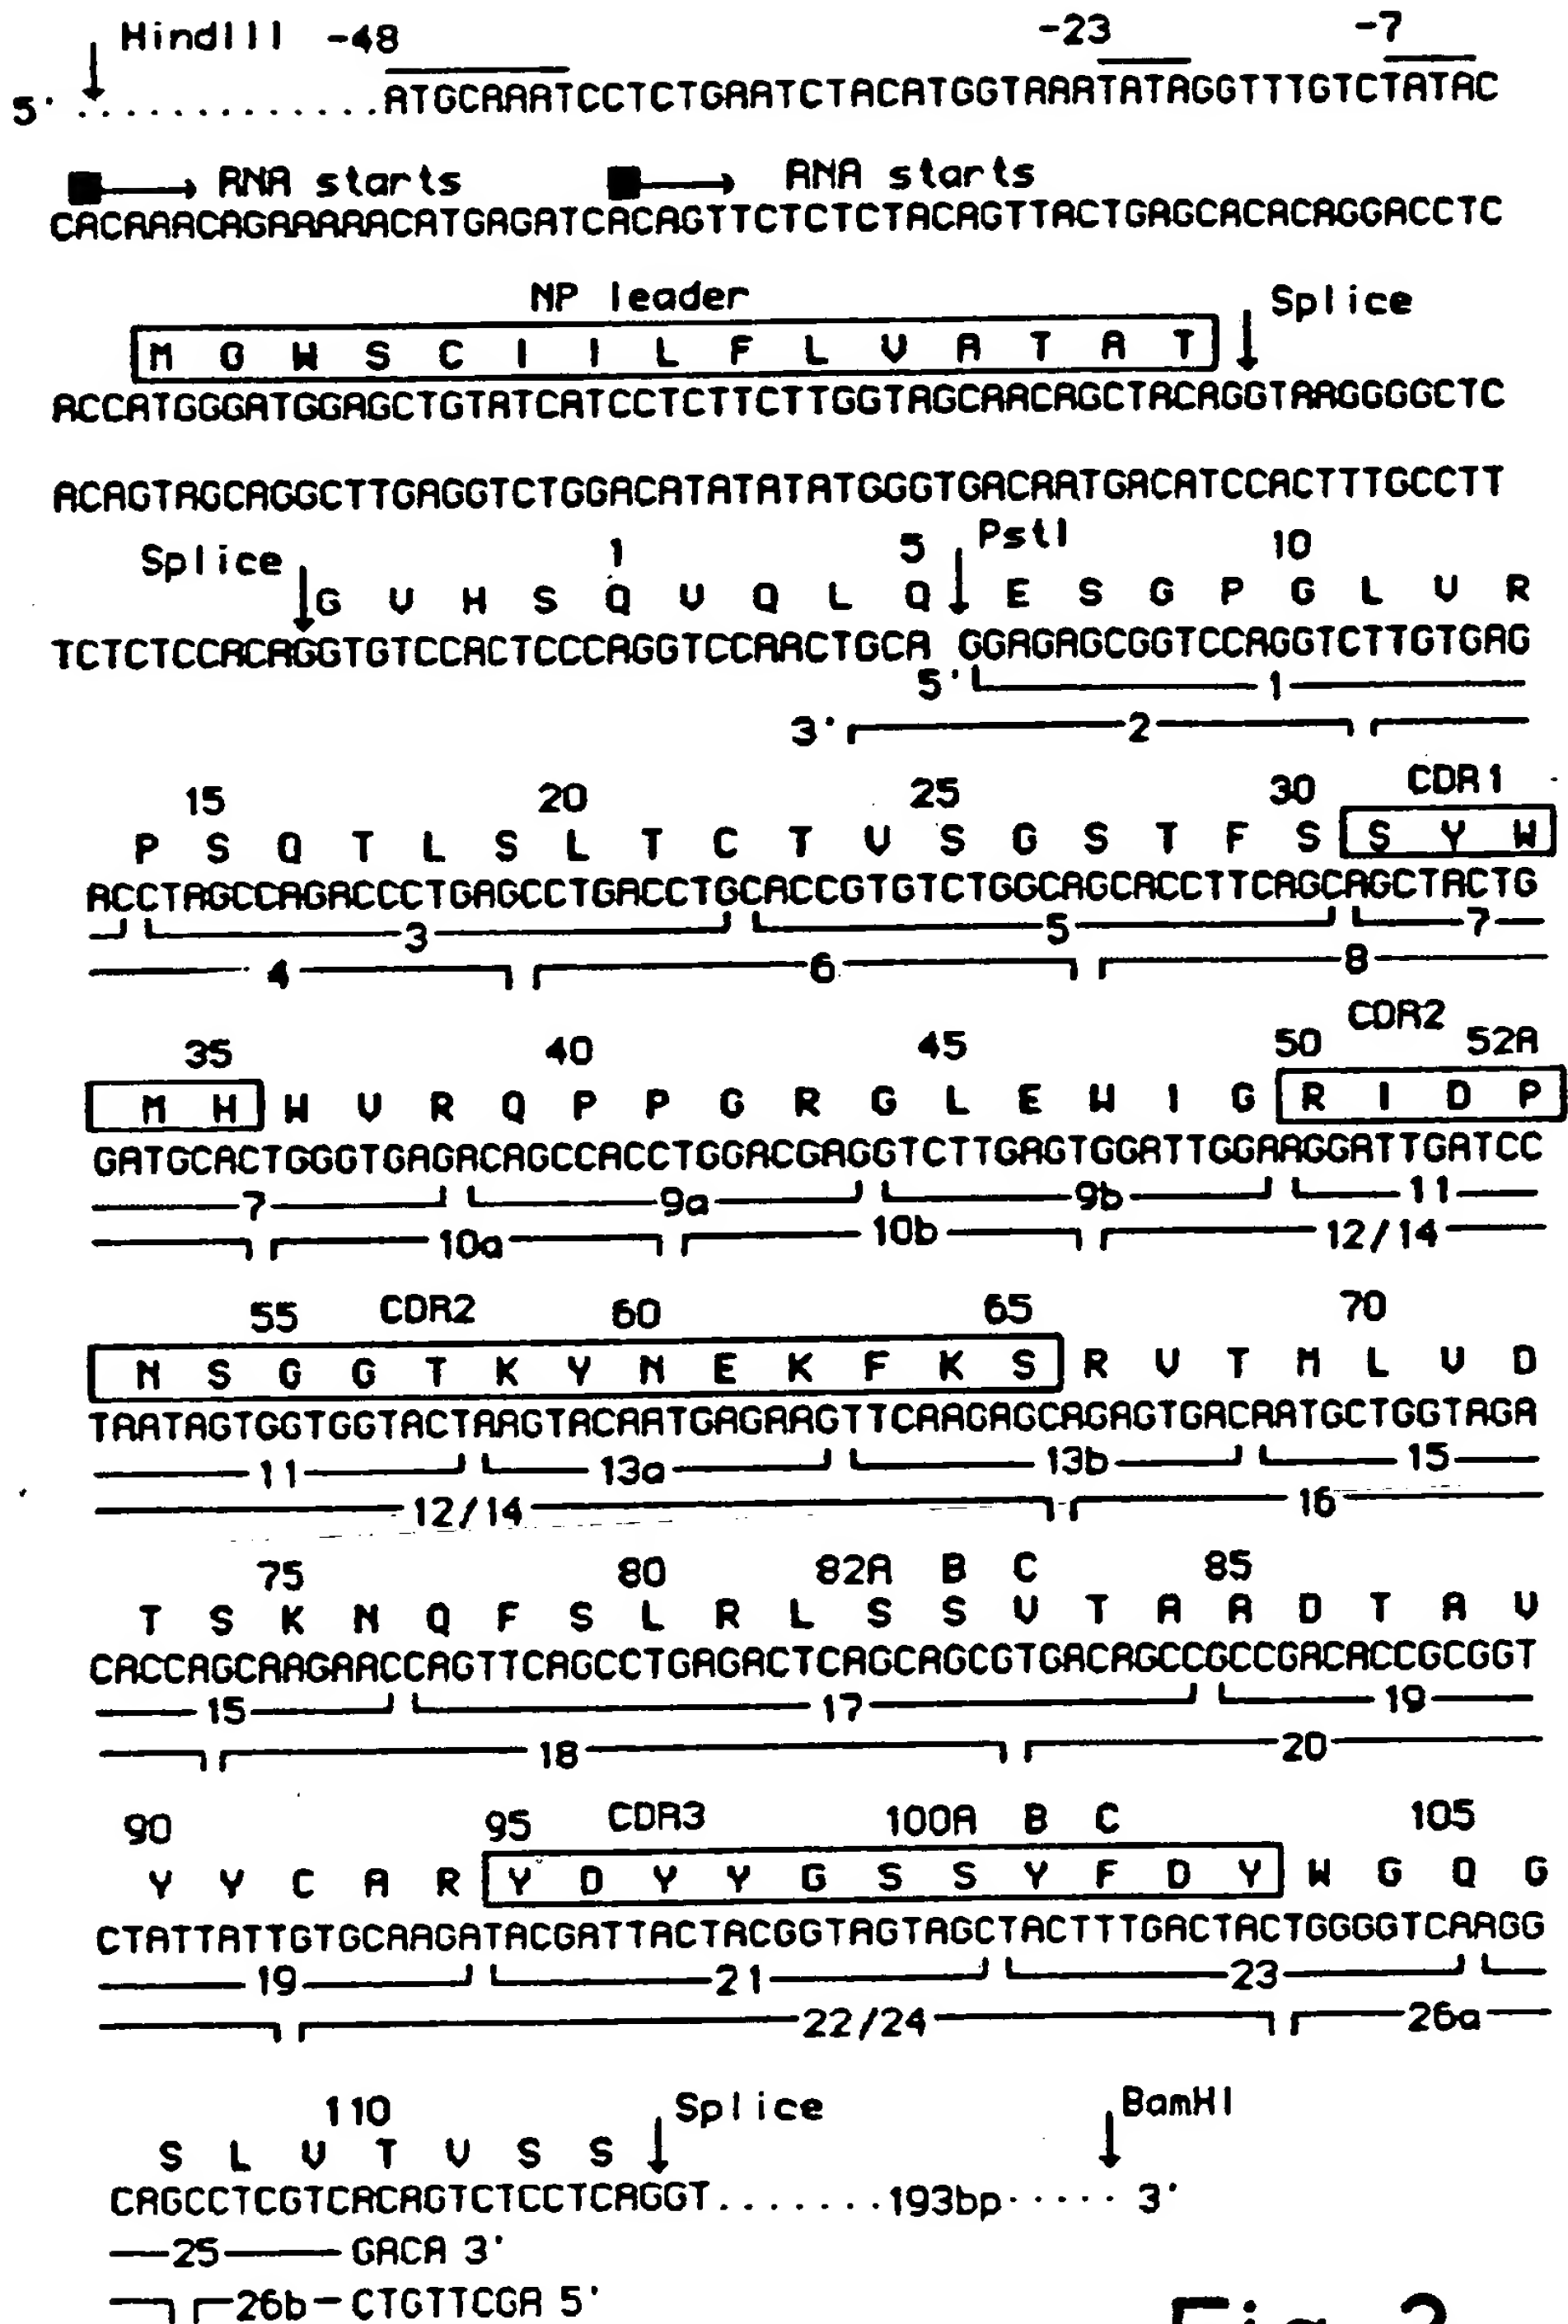 HindIII -48 -23 -7
5' .............ATGCAAATCCTCTGAATCTACATGGTAAATATAGGTTTGTCTATAC
RNA starts RNA starts
CACAAACAGAAAAACATGAGATCACAGTTCTCTCTACAGTTACTGAGCACACAGGACCTC
NP leader Splice
M G W S C I I L F L V A T A T
ACCATGGGATGGAGCTGTATCATCCTCTTCTTGGTAGCAACAGCTACAGGTAAGGGGCTC
ACAGTAGCAGGCTTGAGGTCTGGACATATATATGGGTGACAATGACATCCACTTTGCCTT
Splice 1 5 PstI 10
G V H S Q V Q L Q E S G P G L V R
TCTCTCCACAGGTGTCCACTCCCAGGTCCAACTGCA GGAGAGCGGTCCAGGTCTTGTGAG
5' 1
3' 2
15 20 25 30 CDR1
P S Q T L S L T C T V S G S T F S S Y W
ACCTAGCCAGACCCTGAGCCTGACCTGCACCGTGTCTGGCAGCACCTTCAGCAGCTACTG
3 5 7
4 6 8
35 40 45 50 CDR2 52A
M H W V R Q P P G R G L E W I G R I D P
GATGCACTGGGTGAGACAGCCACCTGGACGAGGTCTTGAGTGGATTGGAAGGATTGATCC
7 9a 9b 11
10a 10b 12/14
55 CDR2 60 65 70
N S G G T K Y N E K F K S R V T M L V D
TAATAGTGGTGGTACTAAGTACAATGAGAAGTTCAAGAGCAGAGTGACAATGCTGGTAGA
11 13a 13b 15
12/14 16
75 80 82A B C 85
T S K N Q F S L R L S S V T A A D T A V
CACCAGCAAGAACCAGTTCAGCCTGAGACTCAGCAGCGTGACAGCCGCCGACACCGCGGT
15 17 19
18 20
90 95 CDR3 100A B C 105
Y Y C A R Y D Y Y G S S Y F D Y W G Q G
CTATTATTGTGCAAGATACGATTACTACGGTAGTAGCTACTTTGACTACTGGGGTCAAGG
19 21 23
22/24 26a
110 Splice BamHI
S L V T V S S
CAGCCTCGTCACAGTCTCCTCAGGT.......193bp..... 3'
25 GACA 3'
26b CTGTTCGA 5'